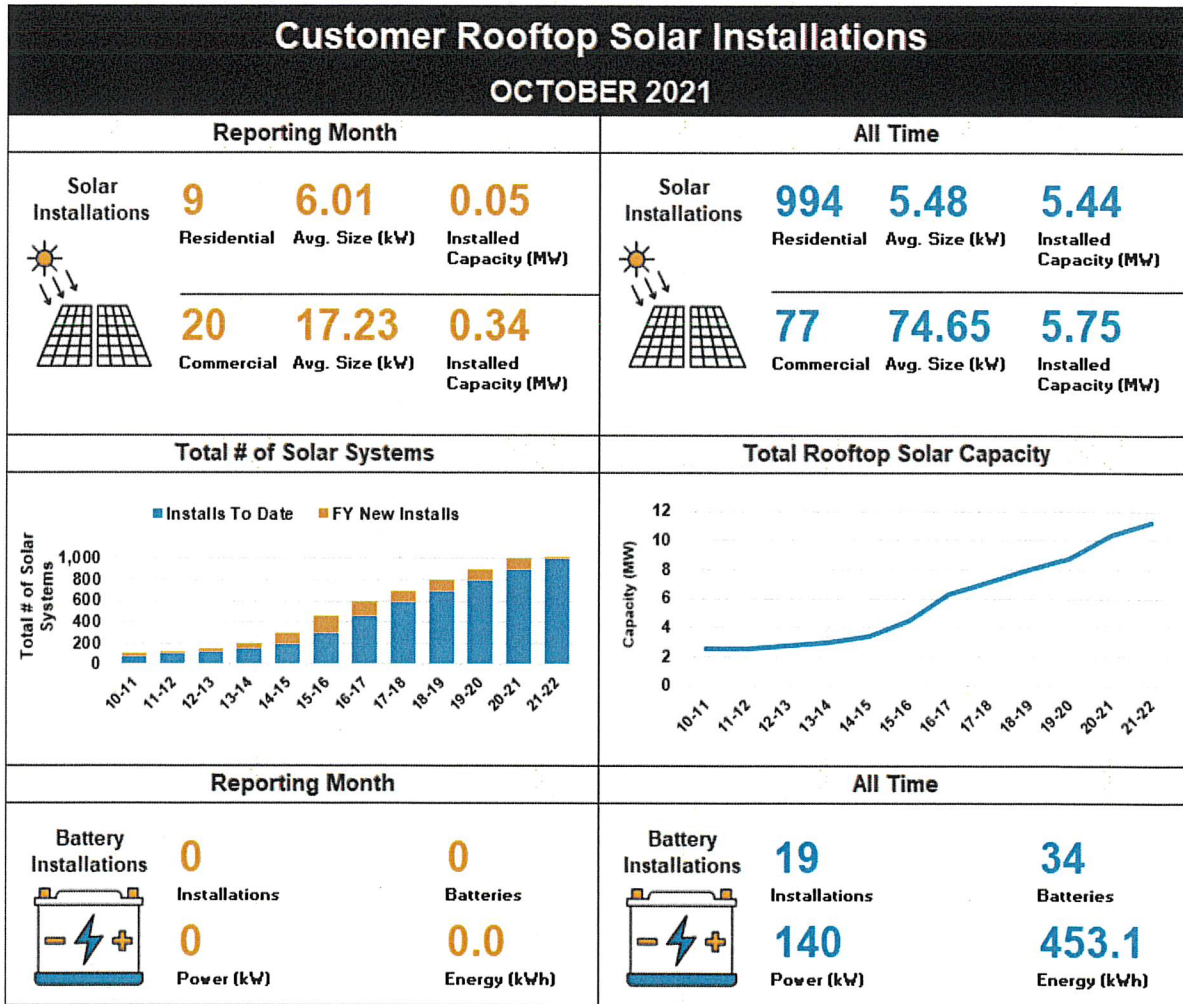 Customer Rooftop Solar Installations
OCTOBER 2021
Reporting Month
Solar
Installations
9
6.01
0.05
Residential
Avg. Size (kW)
Installed
Capacity (MW)
20
17.23
0.34
Commercial
Avg. Size (kW)
Installed
Capacity (MW)
All Time
Solar
Installations
994
5.48
5.44
Residential
Avg. Size (kW)
Installed
Capacity (MW)
77
74.65
5.75
Commercial
Avg. Size (kW)
Installed
Capacity (MW)
Total # of Solar Systems
Installs To Date
FY New Installs
Total # of Solar
Systems
1,000
800
600
400
200
0
10-11
11-12
12-13
13-14
14-15
15-16
16-17
17-18
18-19
19-20
20-21
21-22
Total Rooftop Solar Capacity
Capacity (MW)
12
10
8
6
4
2
0
10-11
11-12
12-13
13-14
14-15
15-16
16-17
17-18
18-19
19-20
20-21
21-22
Reporting Month
Battery
Installations
0
0
Installations
Batteries
0
0.0
Power (kW)
Energy (kWh)
All Time
Battery
Installations
19
34
Installations
Batteries
140
453.1
Power (kW)
Energy (kWh)